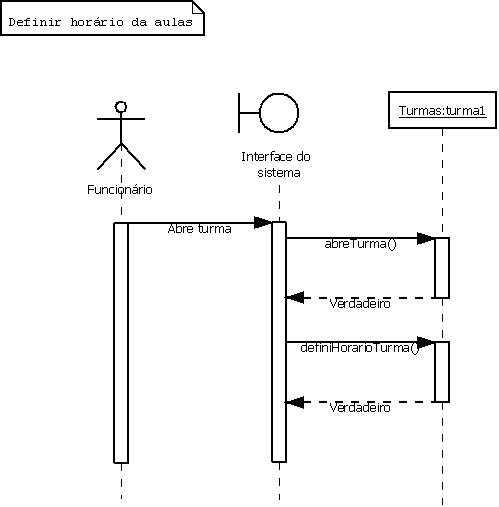 Definir horário da aulas
Turmas:turma1
Interface do
sistema
Funcionário
Abre turma
abreTurma()
Verdadeiro
definiHorarioTurma()
Verdadeiro